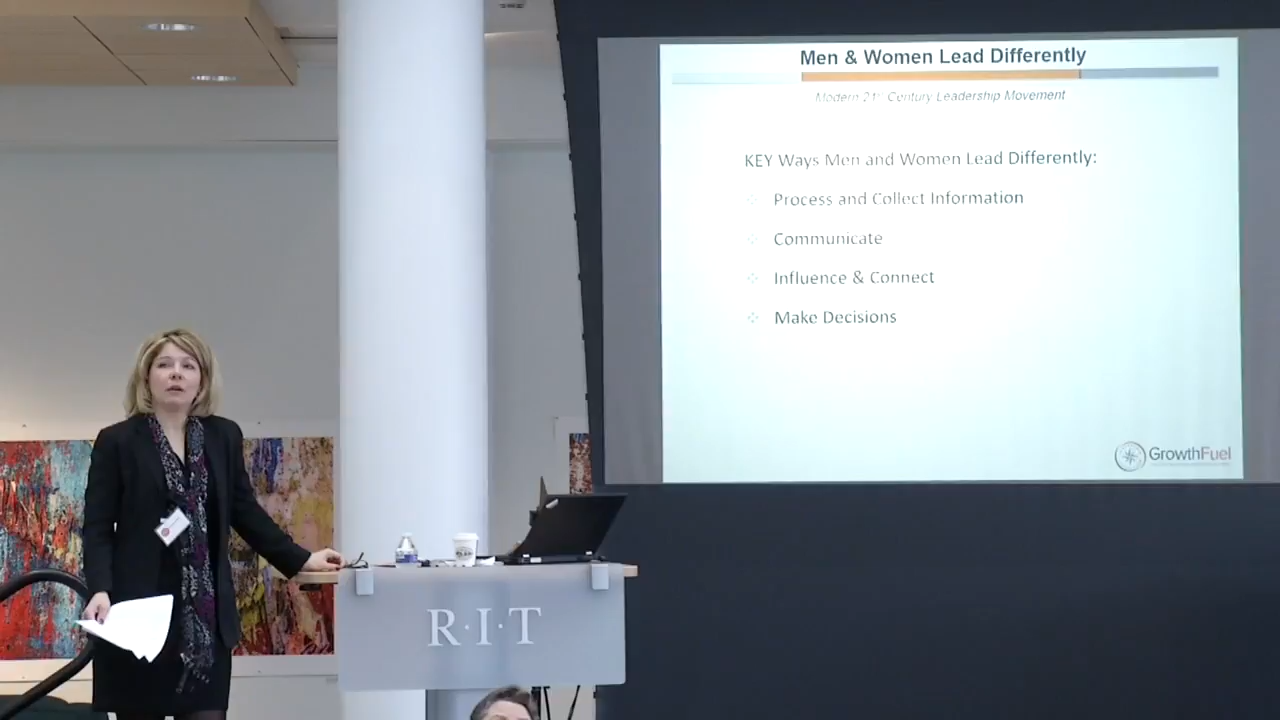 Men & Women Lead Differently
Modern 21st Century Leadership Movement
KEY Ways Men and Women Lead Differently:
Process and Collect Information
Communicate
Influence & Connect
Make Decisions
GrowthFuel
R·I·T